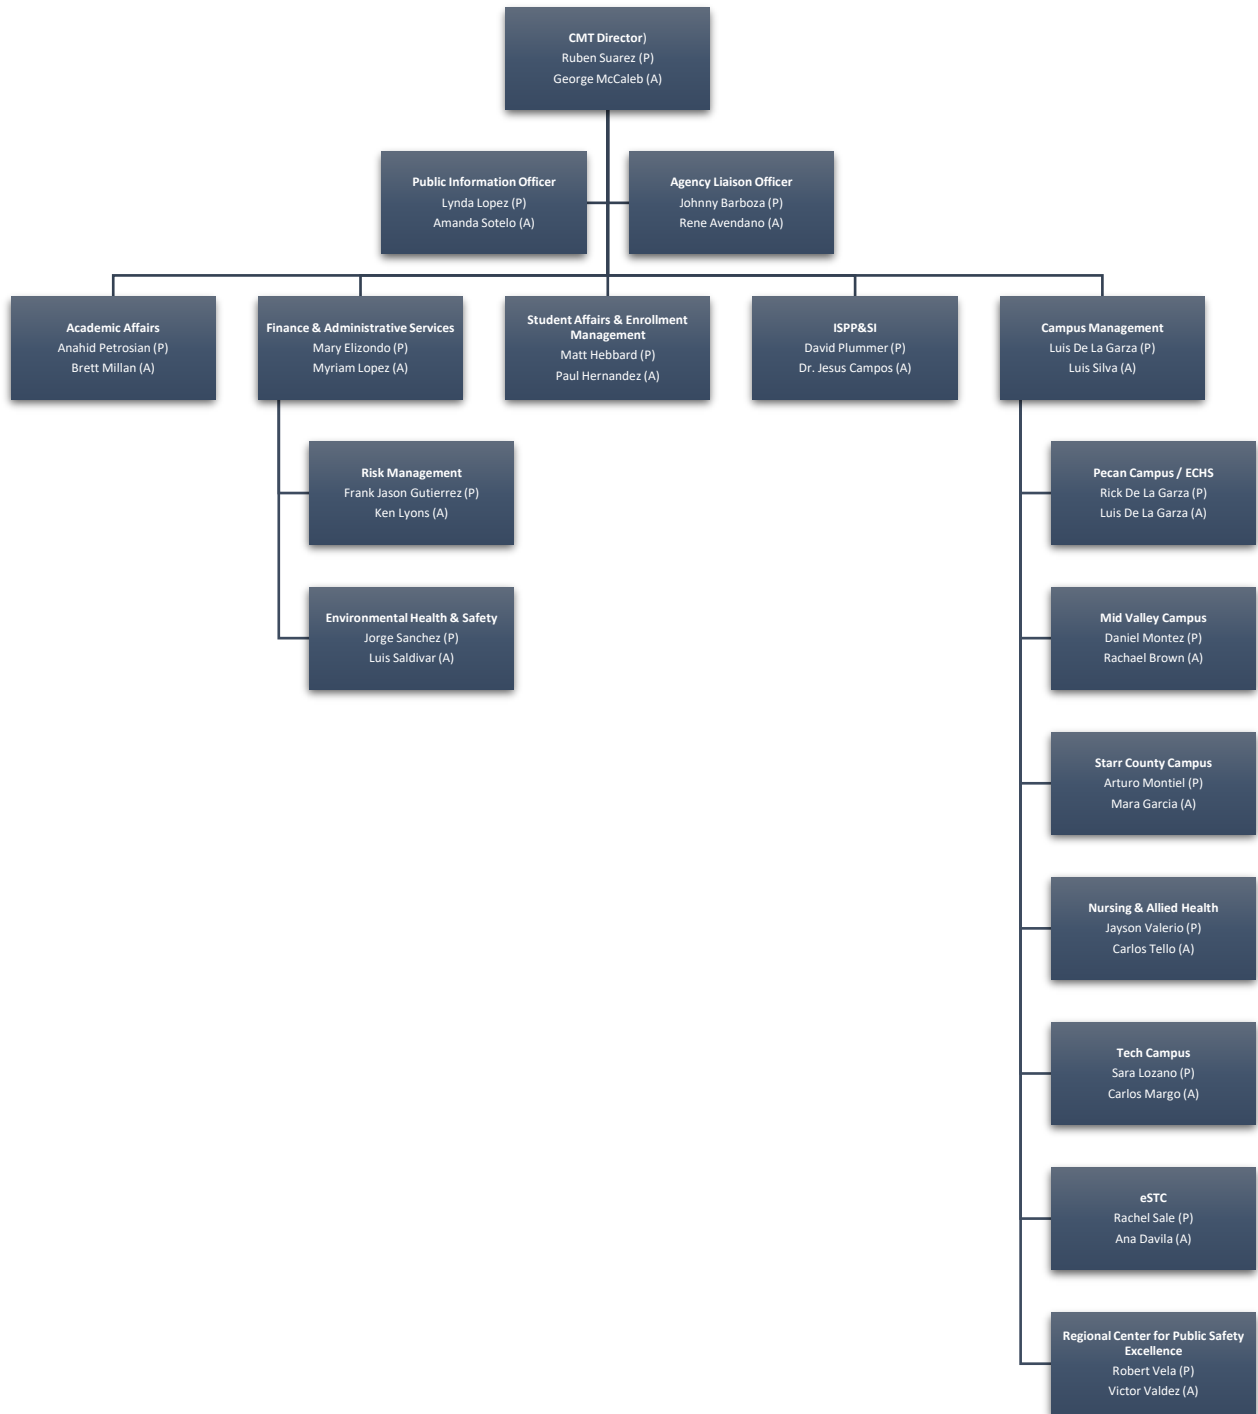 CMT Director)
Ruben Suarez (P)
George McCaleb (A)
Public Information Officer
Lynda Lopez (P)
Amanda Sotelo (A)
Agency Liaison Officer
Johnny Barboza (P)
Rene Avendano (A)
Academic Affairs
Anahid Petrosian (P)
Brett Millan (A)
Finance & Administrative Services
Mary Elizondo (P)
Myriam Lopez (A)
Student Affairs & Enrollment
Management
Matt Hebbard (P)
Paul Hernandez (A)
ISPP&SI
David Plummer (P)
Dr. Jesus Campos (A)
Campus Management
Luis De La Garza (P)
Luis Silva (A)
Risk Management
Frank Jason Gutierrez (P)
Ken Lyons (A)
Environmental Health & Safety
Jorge Sanchez (P)
Luis Saldivar (A)
Pecan Campus / ECHS
Rick De La Garza (P)
Luis De La Garza (A)
Mid Valley Campus
Daniel Montez (P)
Rachael Brown (A)
Starr County Campus
Arturo Montiel (P)
Mara Garcia (A)
Nursing & Allied Health
Jayson Valerio (P)
Carlos Tello (A)
Tech Campus
Sara Lozano (P)
Carlos Margo (A)
eSTC
Rachel Sale (P)
Ana Davila (A)
Regional Center for Public Safety
Excellence
Robert Vela (P)
Victor Valdez (A)